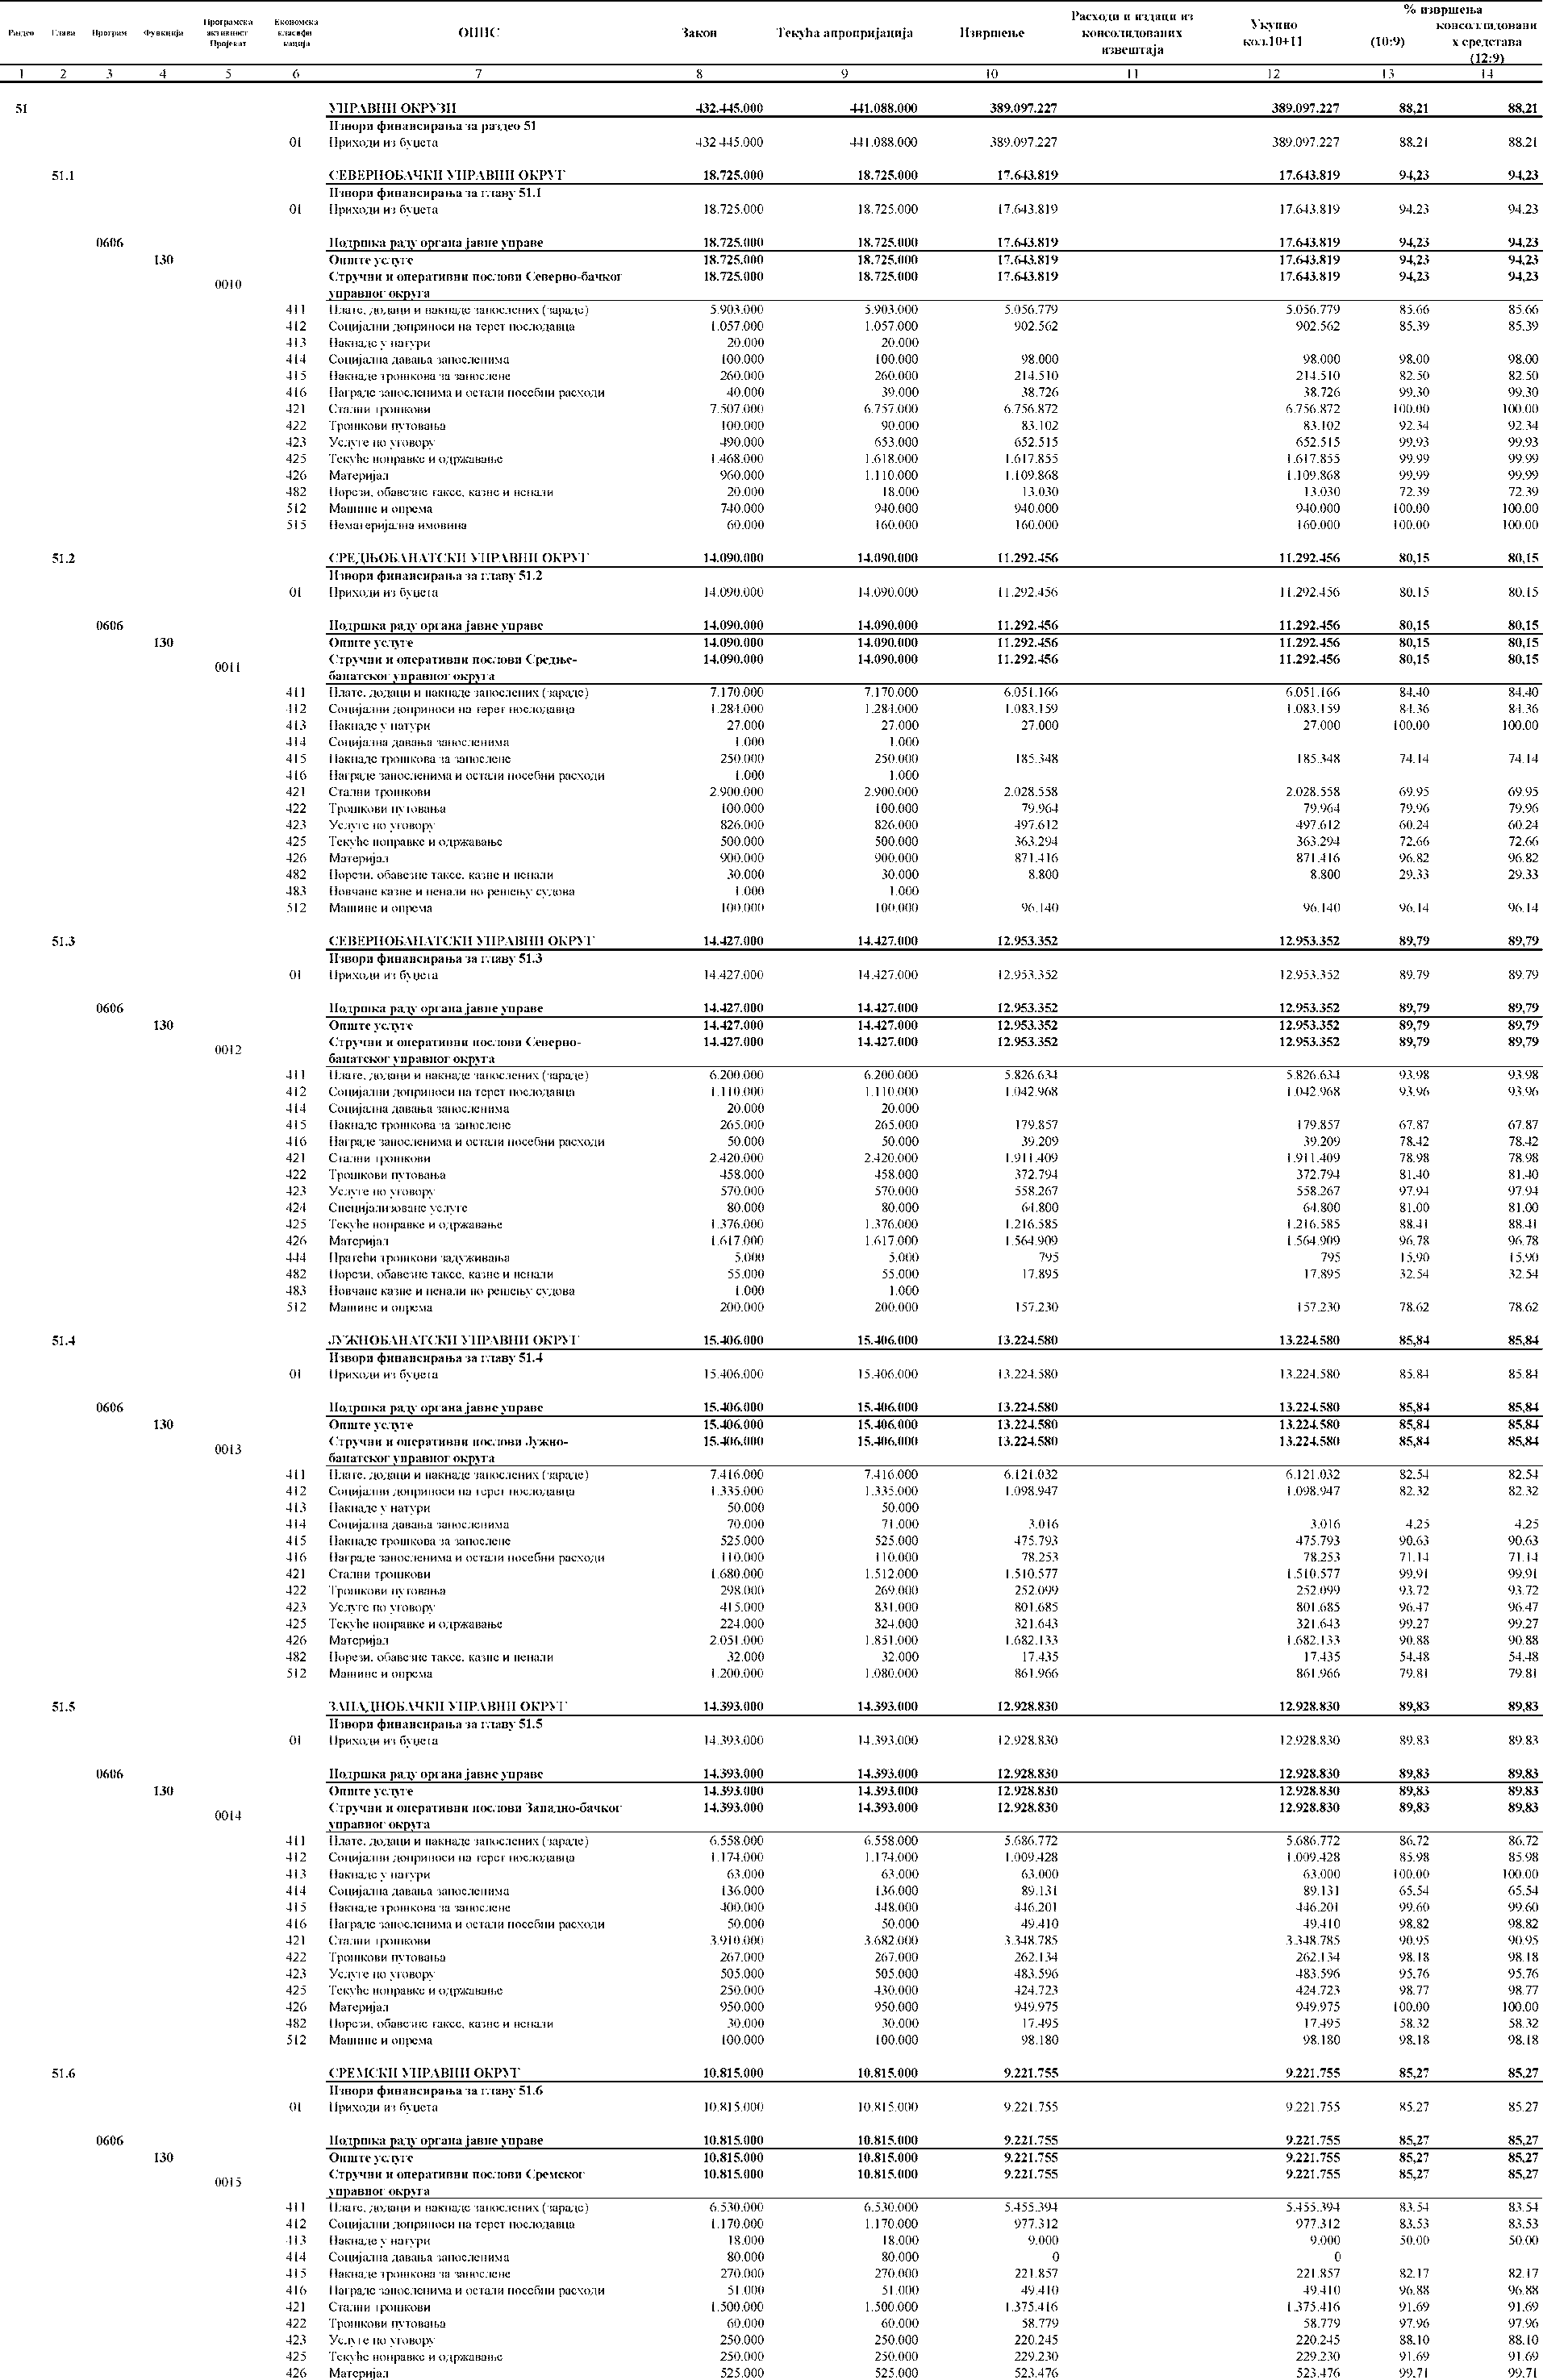 Раздео Глава Програм Функција Програмска активност Пројекат Економска класификација ОПИС Закон Текућа апропријација Извршење Расходи и издаци из консолидованих извештаја Укупно кол.10+11 % извршења (10:9) консолидованих средстава (12:9)
1 2 3 4 5 6 7 8 9 10 11 12 13 14
51 УПРАВНИ ОКРУЗИ 432.445.000 441.088.000 389.097.227 389.097.227 88,21 88,21
Извори финансирања за раздео 51
01 Приходи из буџета 432.445.000 441.088.000 389.097.227 389.097.227 88,21 88,21
51.1 СЕВЕРНОБАЧКИ УПРАВНИ ОКРУГ 18.725.000 18.725.000 17.643.819 17.643.819 94,23 94,23
Извори финансирања за главу 51.1
01 Приходи из буџета 18.725.000 18.725.000 17.643.819 17.643.819 94,23 94,23
0606 Подршка раду органа јавне управе 18.725.000 18.725.000 17.643.819 17.643.819 94,23 94,23
130 Опште услуге 18.725.000 18.725.000 17.643.819 17.643.819 94,23 94,23
0010 Стручни и оперативни послови Северно-бачког 18.725.000 18.725.000 17.643.819 17.643.819 94,23 94,23
управног округа
411 Плате, додаци и накнаде запослених (зараде) 5.903.000 5.903.000 5.056.779 5.056.779 85,66 85,66
412 Социјални доприноси на терет послодавца 1.057.000 1.057.000 902.562 902.562 85,39 85,39
413 Накнаде у натури 20.000 20.000
414 Социјална давања запосленима 100.000 100.000 98.000 98.000 98,00 98,00
415 Накнаде трошкова за запослене 260.000 260.000 214.510 214.510 82,50 82,50
416 Награде запосленима и остали посебни расходи 40.000 39.000 38.726 38.726 99,30 99,30
421 Стални трошкови 7.507.000 6.757.000 6.756.872 6.756.872 100,00 100,00
422 Трошкови путовања 100.000 90.000 83.102 83.102 92,34 92,34
423 Услуге по уговору 490.000 653.000 652.515 652.515 99,93 99,93
425 Текуће поправке и одржавање 1.468.000 1.618.000 1.617.855 1.617.855 99,99 99,99
426 Материјал 960.000 1.110.000 1.109.868 1.109.868 99,99 99,99
482 Порези, обавезне таксе, казне и пенали 20.000 18.000 13.030 13.030 72,39 72,39
512 Машине и опрема 740.000 940.000 940.000 940.000 100,00 100,00
515 Нематеријална имовина 60.000 160.000 160.000 160.000 100,00 100,00
51.2 СРЕДЊОБАНАТСКИ УПРАВНИ ОКРУГ 14.090.000 14.090.000 11.292.456 11.292.456 80,15 80,15
Извори финансирања за главу 51.2
01 Приходи из буџета 14.090.000 14.090.000 11.292.456 11.292.456 80,15 80,15
0606 Подршка раду органа јавне управе 14.090.000 14.090.000 11.292.456 11.292.456 80,15 80,15
130 Опште услуге 14.090.000 14.090.000 11.292.456 11.292.456 80,15 80,15
0011 Стручни и оперативни послови Средње- 14.090.000 14.090.000 11.292.456 11.292.456 80,15 80,15
банатског управног округа
411 Плате, додаци и накнаде запослених (зараде) 7.170.000 7.170.000 6.051.166 6.051.166 84,40 84,40
412 Социјални доприноси на терет послодавца 1.284.000 1.284.000 1.083.159 1.083.159 84,36 84,36
413 Накнаде у натури 27.000 27.000 27.000 27.000 100,00 100,00
414 Социјална давања запосленима 1.000 1.000
415 Накнаде трошкова за запослене 250.000 250.000 185.348 185.348 74,14 74,14
416 Награде запосленима и остали посебни расходи 1.000 1.000
421 Стални трошкови 2.900.000 2.900.000 2.028.558 2.028.558 69,95 69,95
422 Трошкови путовања 100.000 100.000 79.964 79.964 79,96 79,96
423 Услуге по уговору 826.000 826.000 497.612 497.612 60,24 60,24
425 Текуће поправке и одржавање 500.000 500.000 363.294 363.294 72,66 72,66
426 Материјал 900.000 900.000 871.416 871.416 96,82 96,82
482 Порези, обавезне таксе, казне и пенали 30.000 30.000 8.800 8.800 29,33 29,33
483 Новчане казне и пенали по решењу судова 1.000 1.000
512 Машине и опрема 100.000 100.000 96.140 96.140 96,14 96,14
51.3 СЕВЕРНОБАНАТСКИ УПРАВНИ ОКРУГ 14.427.000 14.427.000 12.953.352 12.953.352 89,79 89,79
Извори финансирања за главу 51.3
01 Приходи из буџета 14.427.000 14.427.000 12.953.352 12.953.352 89,79 89,79
0606 Подршка раду органа јавне управе 14.427.000 14.427.000 12.953.352 12.953.352 89,79 89,79
130 Опште услуге 14.427.000 14.427.000 12.953.352 12.953.352 89,79 89,79
0012 Стручни и оперативни послови Северно- 14.427.000 14.427.000 12.953.352 12.953.352 89,79 89,79
банатског управног округа
411 Плате, додаци и накнаде запослених (зараде) 6.200.000 6.200.000 5.826.634 5.826.634 93,98 93,98
412 Социјални доприноси на терет послодавца 1.110.000 1.110.000 1.042.968 1.042.968 93,96 93,96
414 Социјална давања запосленима 20.000 20.000
415 Накнаде трошкова за запослене 265.000 265.000 179.857 179.857 67,87 67,87
416 Награде запосленима и остали посебни расходи 50.000 50.000 39.209 39.209 78,42 78,42
421 Стални трошкови 2.420.000 2.420.000 1.911.409 1.911.409 78,98 78,98
422 Трошкови путовања 458.000 458.000 372.794 372.794 81,40 81,40
423 Услуге по уговору 570.000 570.000 558.267 558.267 97,94 97,94
424 Специјализоване услуге 80.000 80.000 64.800 64.800 81,00 81,00
425 Текуће поправке и одржавање 1.376.000 1.376.000 1.216.585 1.216.585 88,41 88,41
426 Материјал 1.617.000 1.617.000 1.564.909 1.564.909 96,78 96,78
444 Пратећи трошкови задуживања 5.000 5.000 795 795 15,90 15,90
482 Порези, обавезне таксе, казне и пенали 55.000 55.000 17.895 17.895 32,54 32,54
483 Новчане казне и пенали по решењу судова 1.000 1.000
512 Машине и опрема 200.000 200.000 157.230 157.230 78,62 78,62
51.4 ЈУЖНОБАНАТСКИ УПРАВНИ ОКРУГ 15.406.000 15.406.000 13.224.580 13.224.580 85,84 85,84
Извори финансирања за главу 51.4
01 Приходи из буџета 15.406.000 15.406.000 13.224.580 13.224.580 85,84 85,84
0606 Подршка раду органа јавне управе 15.406.000 15.406.000 13.224.580 13.224.580 85,84 85,84
130 Опште услуге 15.406.000 15.406.000 13.224.580 13.224.580 85,84 85,84
0013 Стручни и оперативни послови Јужно- 15.406.000 15.406.000 13.224.580 13.224.580 85,84 85,84
банатског управног округа
411 Плате, додаци и накнаде запослених (зараде) 7.416.000 7.416.000 6.121.032 6.121.032 82,54 82,54
412 Социјални доприноси на терет послодавца 1.335.000 1.335.000 1.098.947 1.098.947 82,32 82,32
413 Накнаде у натури 50.000 50.000
414 Социјална давања запосленима 70.000 71.000 3.016 3.016 4,25 4,25
415 Накнаде трошкова за запослене 525.000 525.000 475.793 475.793 90,63 90,63
416 Награде запосленима и остали посебни расходи 110.000 110.000 78.253 78.253 71,14 71,14
421 Стални трошкови 1.680.000 1.512.000 1.510.577 1.510.577 99,91 99,91
422 Трошкови путовања 298.000 269.000 252.099 252.099 93,72 93,72
423 Услуге по уговору 415.000 831.000 801.685 801.685 96,47 96,47
425 Текуће поправке и одржавање 224.000 324.000 321.643 321.643 99,27 99,27
426 Материјал 2.051.000 1.851.000 1.682.133 1.682.133 90,88 90,88
482 Порези, обавезне таксе, казне и пенали 32.000 32.000 17.435 17.435 54,48 54,48
512 Машине и опрема 1.200.000 1.080.000 861.966 861.966 79,81 79,81
51.5 ЗАПАДНОБАЧКИ УПРАВНИ ОКРУГ 14.393.000 14.393.000 12.928.830 12.928.830 89,83 89,83
Извори финансирања за главу 51.5
01 Приходи из буџета 14.393.000 14.393.000 12.928.830 12.928.830 89,83 89,83
0606 Подршка раду органа јавне управе 14.393.000 14.393.000 12.928.830 12.928.830 89,83 89,83
130 Опште услуге 14.393.000 14.393.000 12.928.830 12.928.830 89,83 89,83
0014 Стручни и оперативни послови Западно-бачког 14.393.000 14.393.000 12.928.830 12.928.830 89,83 89,83
управног округа
411 Плате, додаци и накнаде запослених (зараде) 6.558.000 6.558.000 5.686.772 5.686.772 86,72 86,72
412 Социјални доприноси на терет послодавца 1.174.000 1.174.000 1.009.428 1.009.428 85,98 85,98
413 Накнаде у натури 63.000 63.000 63.000 63.000 100,00 100,00
414 Социјална давања запосленима 136.000 136.000 89.131 89.131 65,54 65,54
415 Накнаде трошкова за запослене 400.000 448.000 446.201 446.201 99,60 99,60
416 Награде запосленима и остали посебни расходи 50.000 50.000 49.410 49.410 98,82 98,82
421 Стални трошкови 3.910.000 3.682.000 3.348.785 3.348.785 90,95 90,95
422 Трошкови путовања 267.000 267.000 262.134 262.134 98,18 98,18
423 Услуге по уговору 505.000 505.000 483.596 483.596 95,76 95,76
425 Текуће поправке и одржавање 250.000 430.000 424.723 424.723 98,77 98,77
426 Материјал 950.000 950.000 949.975 949.975 100,00 100,00
482 Порези, обавезне таксе, казне и пенали 30.000 30.000 17.495 17.495 58,32 58,32
512 Машине и опрема 100.000 100.000 98.180 98.180 98,18 98,18
51.6 СРЕМСКИ УПРАВНИ ОКРУГ 10.815.000 10.815.000 9.221.755 9.221.755 85,27 85,27
Извори финансирања за главу 51.6
01 Приходи из буџета 10.815.000 10.815.000 9.221.755 9.221.755 85,27 85,27
0606 Подршка раду органа јавне управе 10.815.000 10.815.000 9.221.755 9.221.755 85,27 85,27
130 Опште услуге 10.815.000 10.815.000 9.221.755 9.221.755 85,27 85,27
0015 Стручни и оперативни послови Сремског 10.815.000 10.815.000 9.221.755 9.221.755 85,27 85,27
управног округа
411 Плате, додаци и накнаде запослених (зараде) 6.530.000 6.530.000 5.455.394 5.455.394 83,54 83,54
412 Социјални доприноси на терет послодавца 1.170.000 1.170.000 977.312 977.312 83,53 83,53
413 Накнаде у натури 18.000 18.000 9.000 9.000 50,00 50,00
414 Социјална давања запосленима 80.000 80.000 0 0
415 Накнаде трошкова за запослене 270.000 270.000 221.857 221.857 82,17 82,17
416 Награде запосленима и остали посебни расходи 51.000 51.000 49.410 49.410 96,88 96,88
421 Стални трошкови 1.500.000 1.500.000 1.375.416 1.375.416 91,69 91,69
422 Трошкови путовања 60.000 60.000 58.779 58.779 97,96 97,96
423 Услуге по уговору 250.000 250.000 220.245 220.245 88,10 88,10
425 Текуће поправке и одржавање 250.000 250.000 229.230 229.230 91,69 91,69
426 Материјал 525.000 525.000 523.476 523.476 99,71 99,71